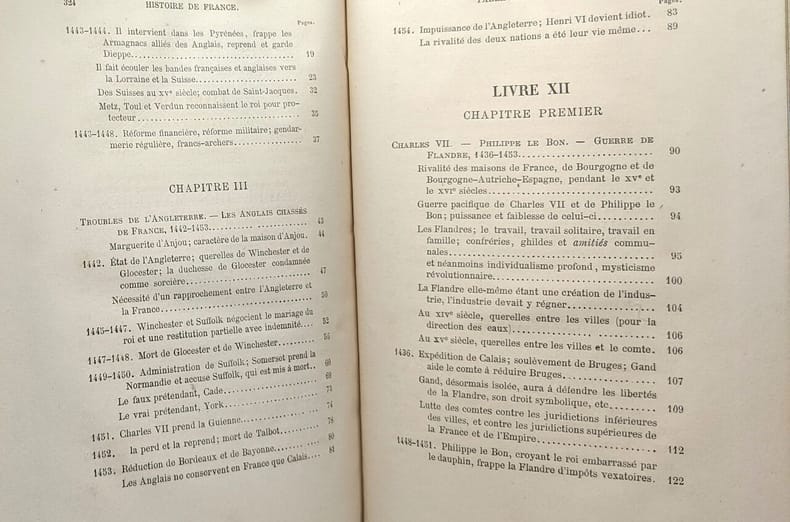 324
HISTOIRE DE FRANCE.
Pages.
1443-1444. Il intervient dans les Pyrénées, frappe les
Armagnacs alliés des Anglais, reprend et garde
Dieppe........ 19
Il fait écouler les bandes françaises et anglaises vers
la Lorraine et la Suisse........ 23
Des Suisses au XVe siècle; combat de Saint-Jacques. 32
Metz, Toul et Verdun reconnaissent le roi pour pro-
tecteur........ 35
1443-1448. Réforme financière, réforme militaire; gendar-
merie régulière, francs-archers........ 37
CHAPITRE III
TROUBLES DE L'ANGLETERRE. — LES ANGLAIS CHASSÉS
DE FRANCE, 1442-1453........ 43
Marguerite d'Anjou; caractère de la maison d'Anjou. 44
1442. État de l'Angleterre; querelles de Winchester et de
Glocester; la duchesse de Glocester condamnée
comme sorcière........ 47
Nécessité d'un rapprochement entre l'Angleterre et
la France........ 50
1445-1447. Winchester et Suffolk négocient le mariage du
roi et une restitution partielle avec indemnité.... 52
1447-1448. Mort de Glocester et de Winchester........ 56
1449-1450. Administration de Suffolk; Somerset prend la
Normandie et accuse Suffolk, qui est mis à mort.. 60
Le faux prétendant, Cade........ 69
Le vrai prétendant, York........ 73
1451. Charles VII prend la Guienne........ 74
1452. la perd et la reprend; mort de Talbot........ 78
1453. Réduction de Bordeaux et de Bayonne........ 80
Les Anglais ne conservent en France que Calais.... 81
Pages.
1454. Impuissance de l'Angleterre; Henri VI devient idiot. 83
La rivalité des deux nations a été leur vie même... 89
LIVRE XII
CHAPITRE PREMIER
CHARLES VII. — PHILIPPE LE BON. — GUERRE DE
FLANDRE, 1436-1453........ 90
Rivalité des maisons de France, de Bourgogne et de
Bourgogne-Autriche-Espagne, pendant le XVe et
le XVIe siècles........ 93
Guerre pacifique de Charles VII et de Philippe le
Bon; puissance et faiblesse de celui-ci........ 94
Les Flandres; le travail, travail solitaire, travail en
famille; confréries, ghildes et amitiés commu-
nales........ 95
et néanmoins individualisme profond, mysticisme
révolutionnaire........ 100
La Flandre elle-même étant une création de l'indus-
trie, l'industrie devait y régner........ 104
Au XIVe siècle, querelles entre les villes (pour la
direction des eaux)........ 106
Au XVe siècle, querelles entre les villes et le comte. 106
1436. Expédition de Calais; soulèvement de Bruges; Gand
aide le comte à réduire Bruges........ 107
Gand, désormais isolée, aura à défendre les libertés
de la Flandre, son droit symbolique, etc........ 109
Lutte des comtes contre les juridictions inférieures
des villes, et contre les juridictions supérieures de
la France et de l'Empire........ 112
1448-1451. Philippe le Bon, croyant le roi embarrassé par
le dauphin, frappe la Flandre d'impôts vexatoires. 122